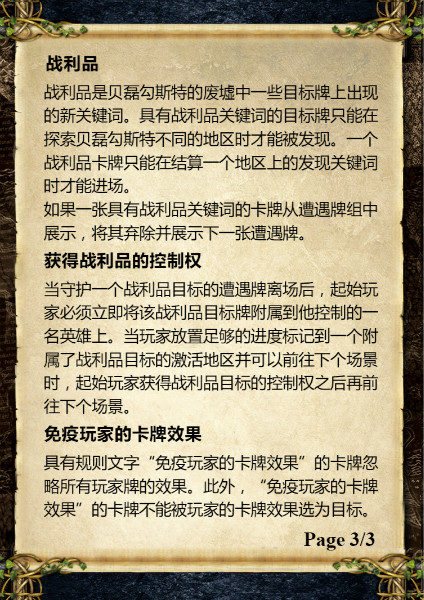 战利品
战利品是贝磊勾斯特的废墟中一些目标牌上出现
的新关键词。具有战利品关键词的目标牌只能在
探索贝磊勾斯特不同的地区时才能被发现。一个
战利品卡牌只能在结算一个地区上的发现关键词
时才能进场。
如果一张具有战利品关键词的卡牌从遭遇牌组中
展示，将其弃除并展示下一张遭遇牌。
获得战利品的控制权
当守护一个战利品目标的遭遇牌离场后，起始玩
家必须立即将该战利品目标牌附属到他控制的一
名英雄上。当玩家放置足够的进度标记到一个附
属了战利品目标的激活地区并可以前往下个场景
时，起始玩家获得战利品目标的控制权之后再前
往下个场景。
免疫玩家的卡牌效果
具有规则文字“免疫玩家的卡牌效果”的卡牌忽
略所有玩家牌的效果。此外，“免疫玩家的卡牌
效果”的卡牌不能被玩家的卡牌效果选为目标。
Page 3/3